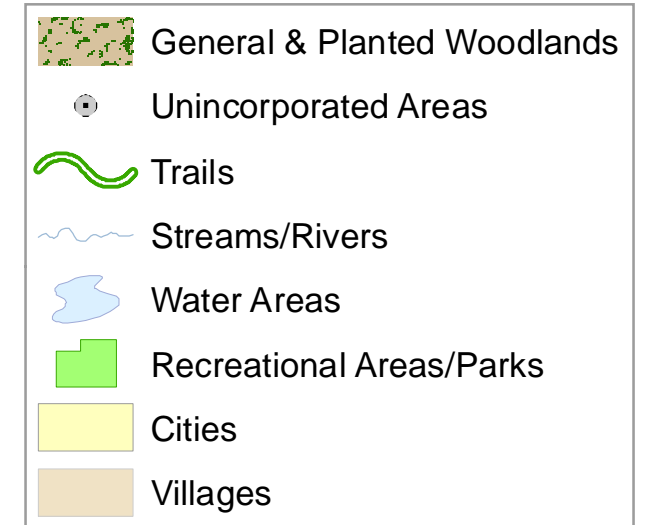 General & Planted Woodlands
Unincorporated Areas
Trails
Streams/Rivers
Water Areas
Recreational Areas/Parks
Cities
Villages